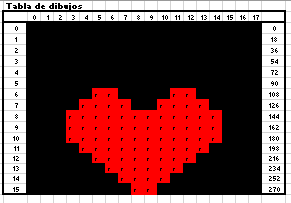 Tabla de dibujos
0 1 2 3 4 5 6 7 8 9 10 11 12 13 14 15 16 17
0 0
1 18
2 36
3 54
4 72
5 90
6 r r r r 108
7 r r r r r r r r 126
8 r r r r r r r r r r r r 144
9 r r r r r r r r r r r r 162
10 r r r r r r r r r r r r 180
11 r r r r r r r r r r 198
12 r r r r r r r r 216
13 r r r r r r 234
14 r r r r 252
15 r r 270